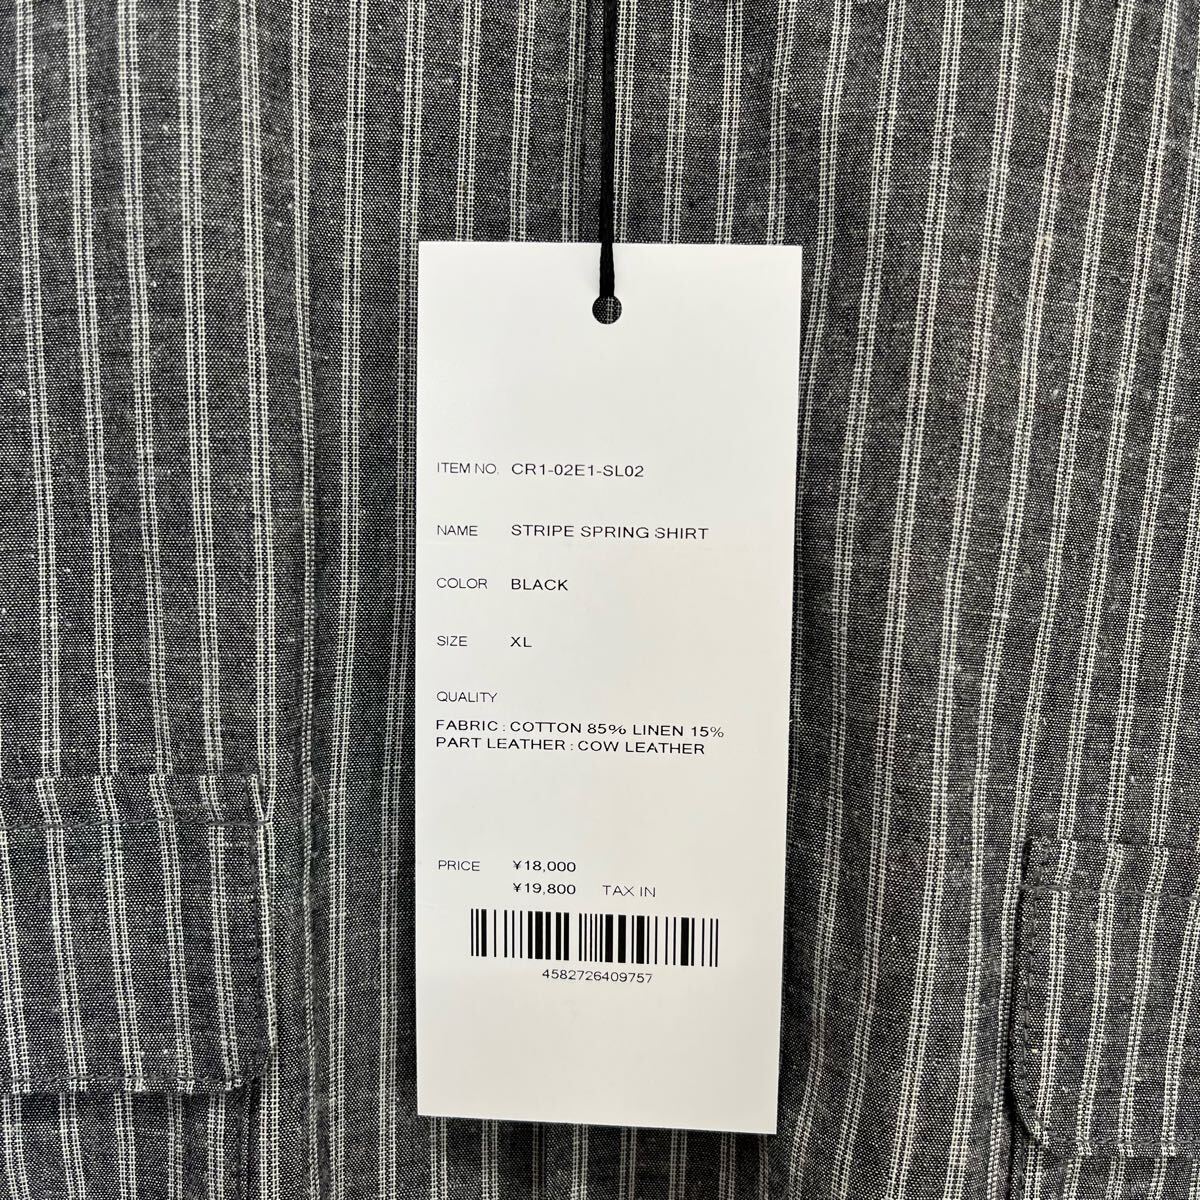 ITEM NO. CR1-02E1-SL02
NAME STRIPE SPRING SHIRT
COLOR BLACK
SIZE XL
QUALITY
FABRIC : COTTON 85% LINEN 15%
PART LEATHER : COW LEATHER
PRICE ¥18,000
¥19,800 TAX IN
4582726409757